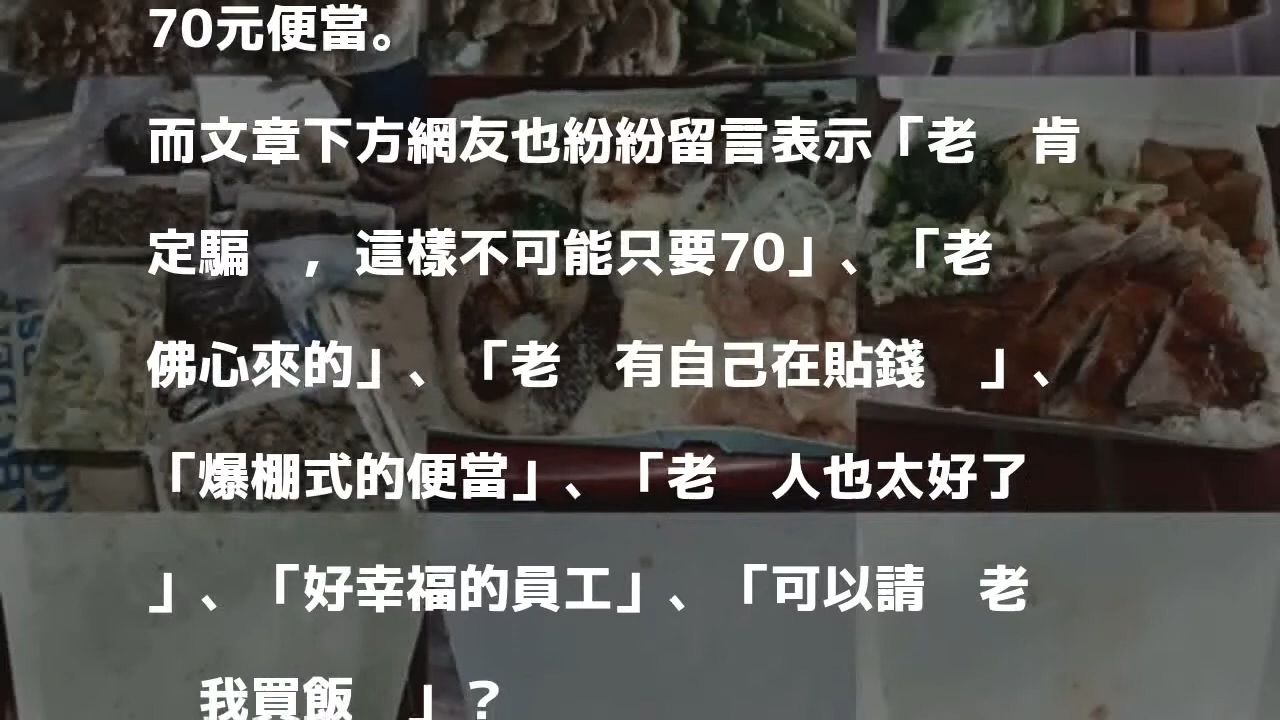 70元便當。
而文章下方網友也紛紛留言表示「老　肯
定騙　，這樣不可能只要70」、「老
佛心來的」、「老　有自己在貼錢　」、
「爆棚式的便當」、「老　人也太好了
」、「好幸福的員工」、「可以請　老
　我買飯　」？